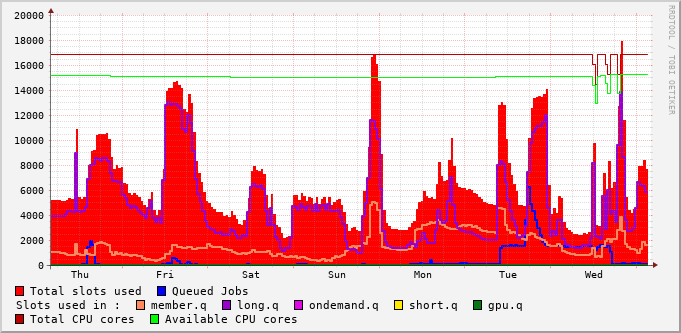 RRDTOOL / TOBI OETIKER
20000
18000
16000
14000
12000
10000
8000
6000
4000
2000
0
Thu Fri Sat Sun Mon Tue Wed
Total slots used Queued Jobs
Slots used in : member.q long.q ondemand.q short.q gpu.q
Total CPU cores Available CPU cores